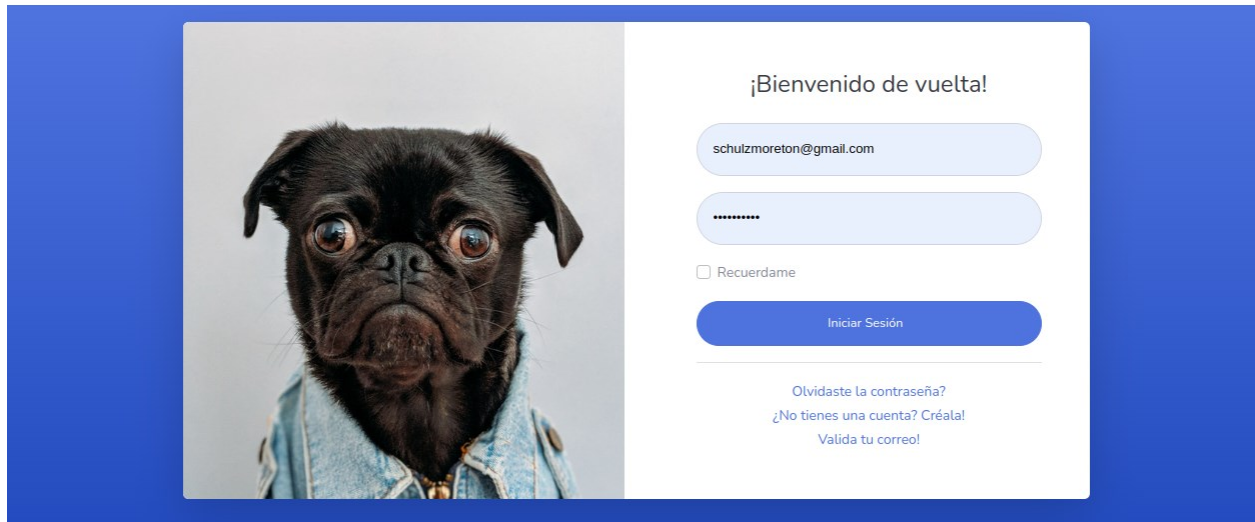 ¡Bienvenido de vuelta!
schulzmoreton@gmail.com
••••••••••
Recuerdame
Iniciar Sesión
Olvidaste la contraseña?
¿No tienes una cuenta? Créala!
Valida tu correo!